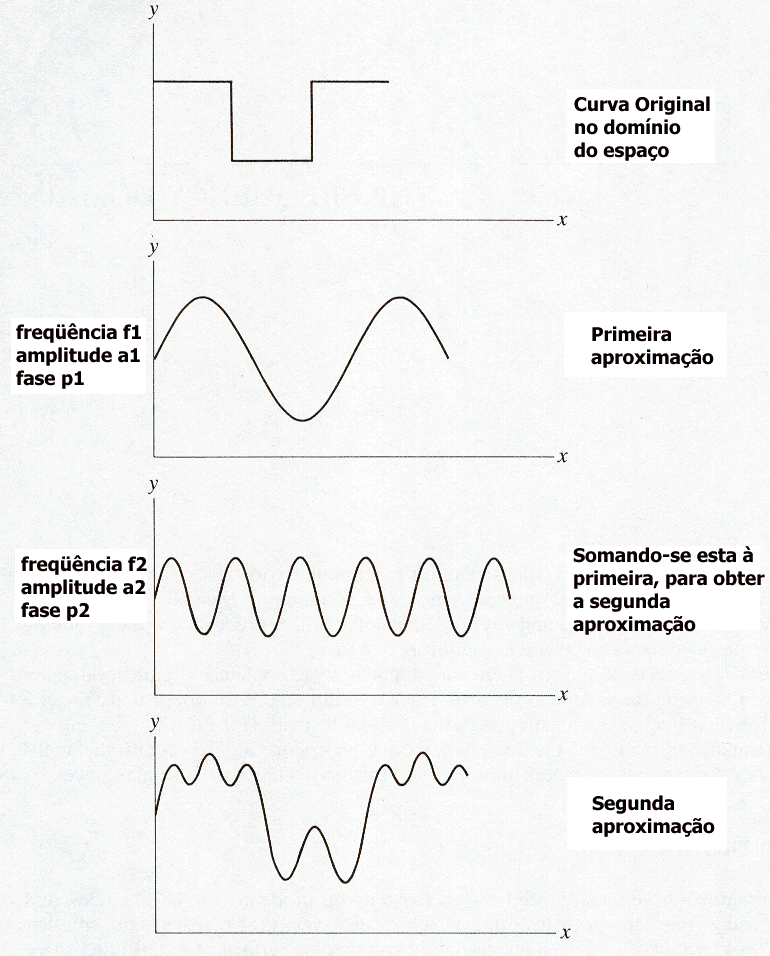 y
Curva Original
no domínio
do espaço
x
y
freqüência f1
amplitude a1
fase p1
Primeira
aproximação
x
y
freqüência f2
amplitude a2
fase p2
Somando-se esta à
primeira, para obter
a segunda
aproximação
x
y
Segunda
aproximação
x